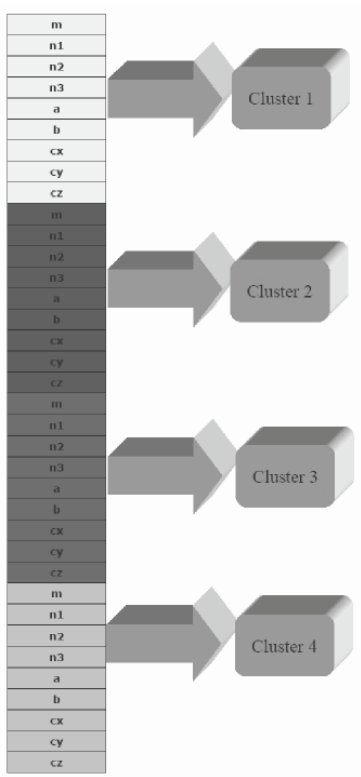 m
n1
n2
n3
a
b
cx
cy
cz
m
n1
n2
n3
a
b
cx
cy
cz
m
n1
n2
n3
a
b
cx
cy
cz
m
n1
n2
n3
a
b
cx
cy
cz
Cluster 1
Cluster 2
Cluster 3
Cluster 4